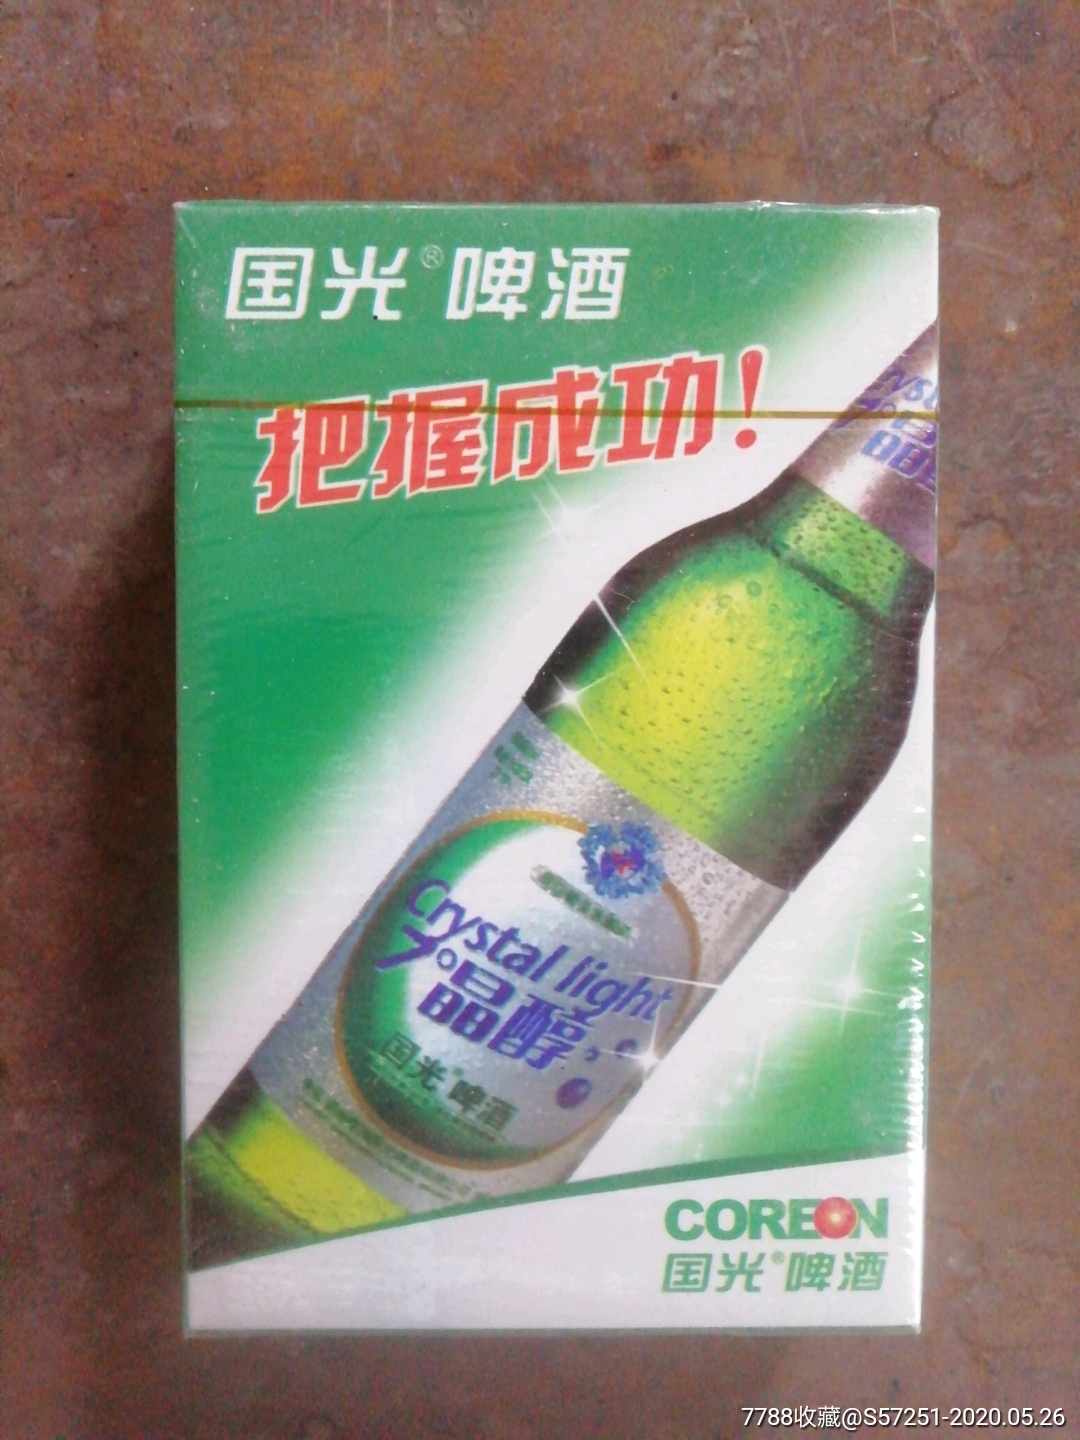 国光®啤酒
把握成功！
Crystal light
7°晶醇
国光®啤酒
COREON
国光®啤酒
7788收藏@S57251-2020.05.26